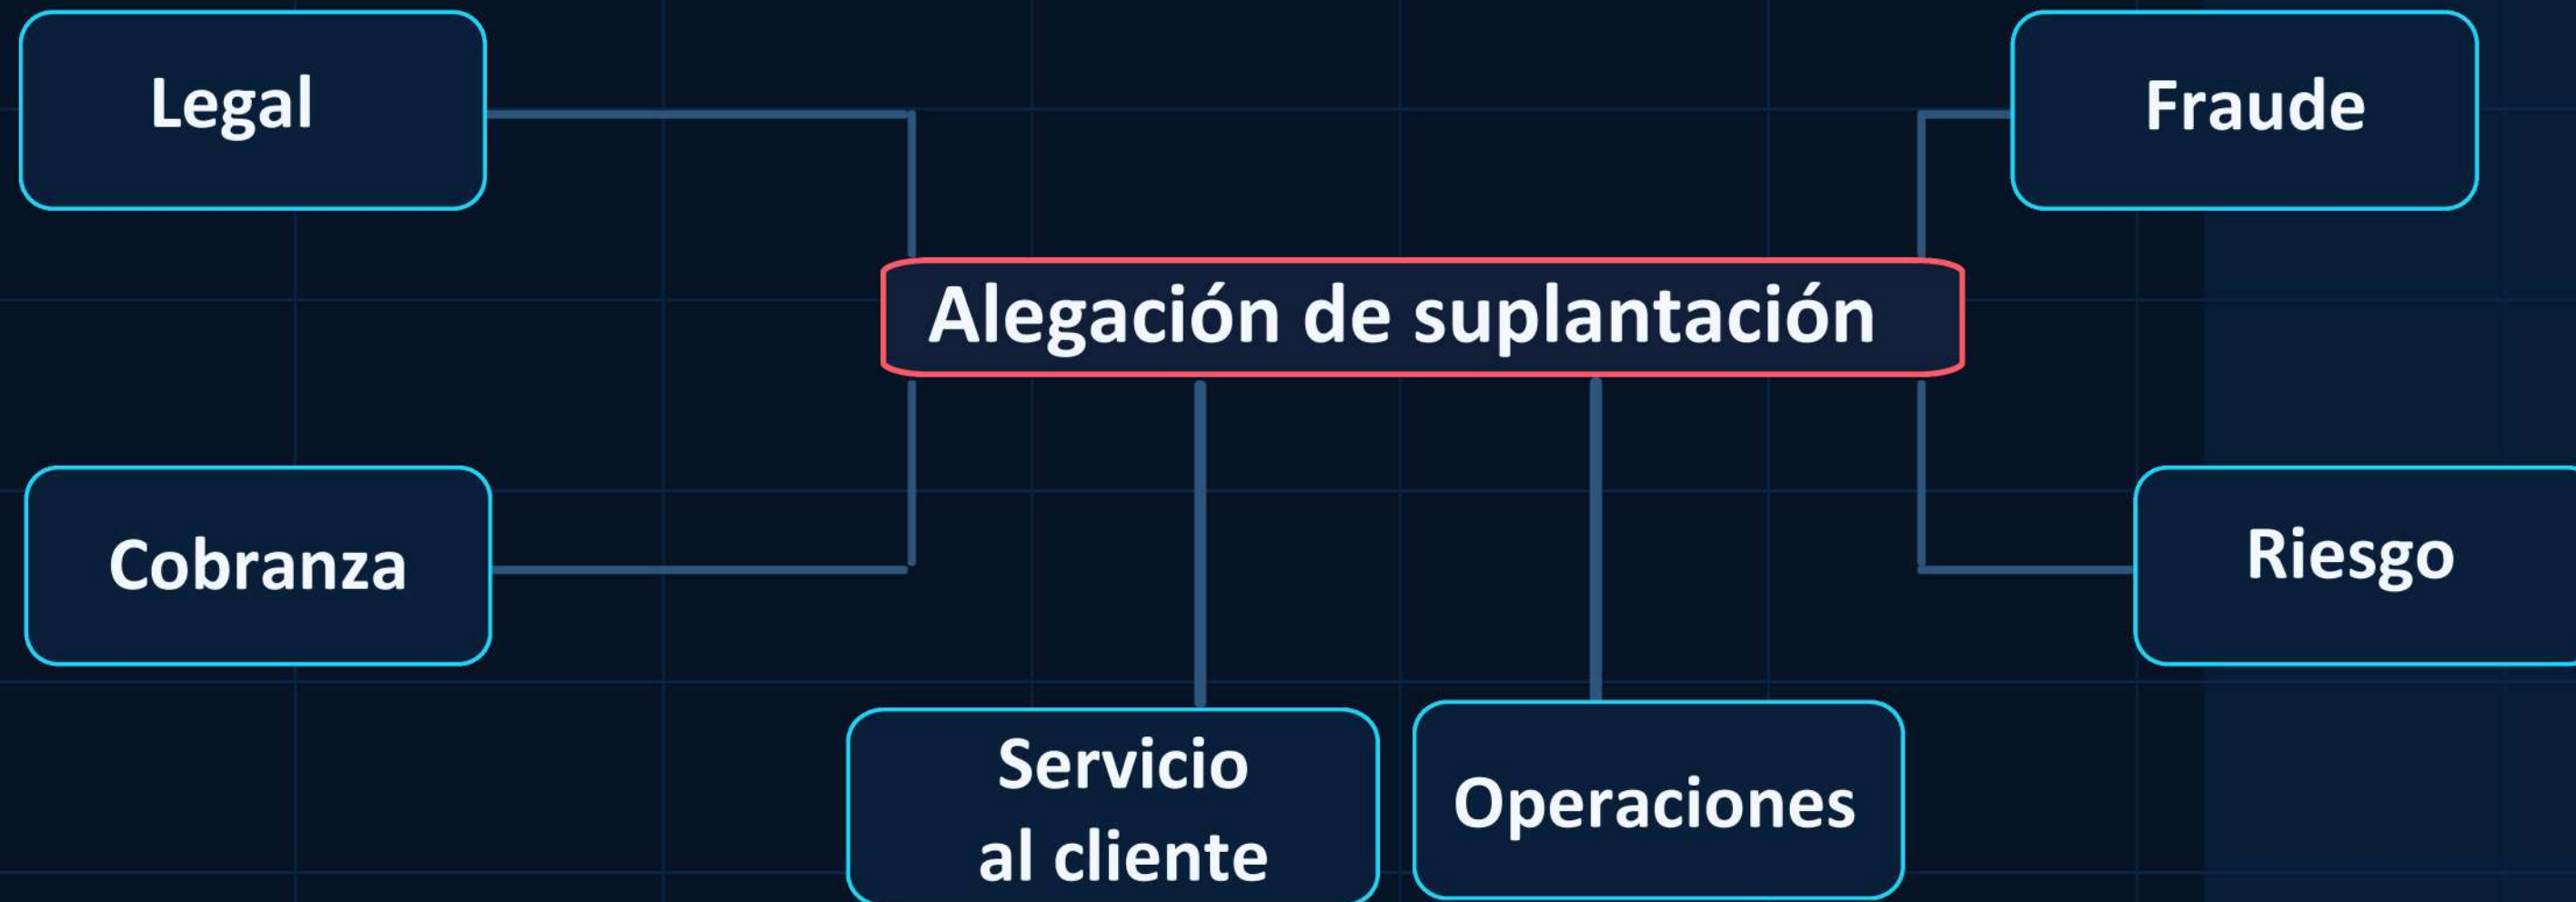 Legal
Fraude
Alegación de suplantación
Cobranza
Riesgo
Servicio
al cliente
Operaciones